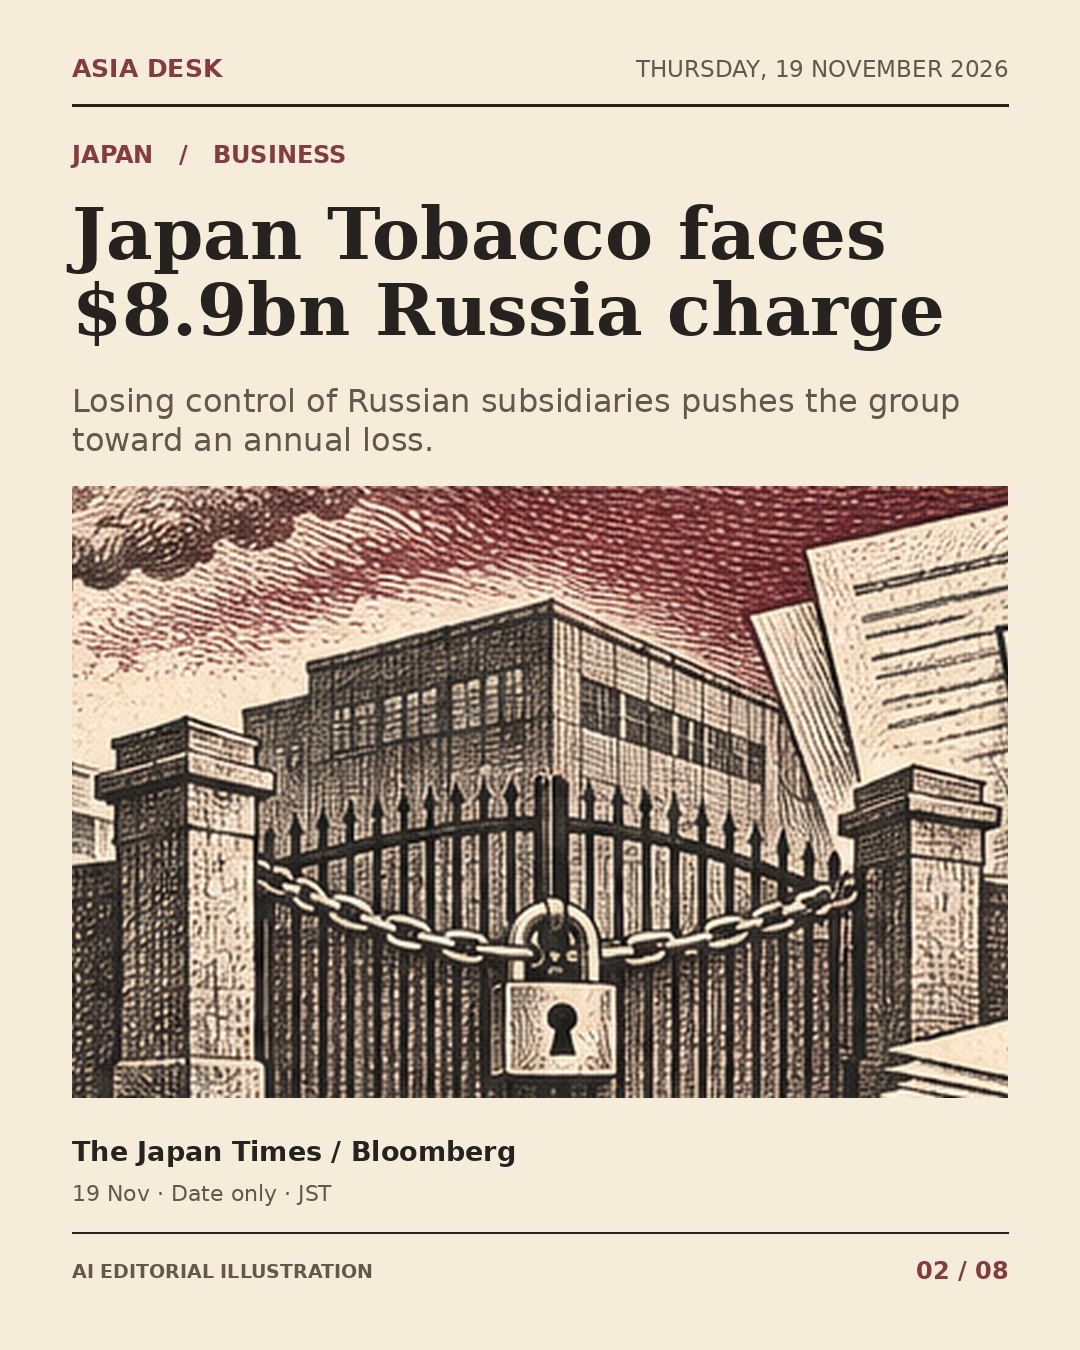 ASIA DESK
THURSDAY, 19 NOVEMBER 2026
JAPAN / BUSINESS
Japan Tobacco faces
$8.9bn Russia charge
Losing control of Russian subsidiaries pushes the group
toward an annual loss.
The Japan Times / Bloomberg
19 Nov · Date only · JST
AI EDITORIAL ILLUSTRATION
02 / 08